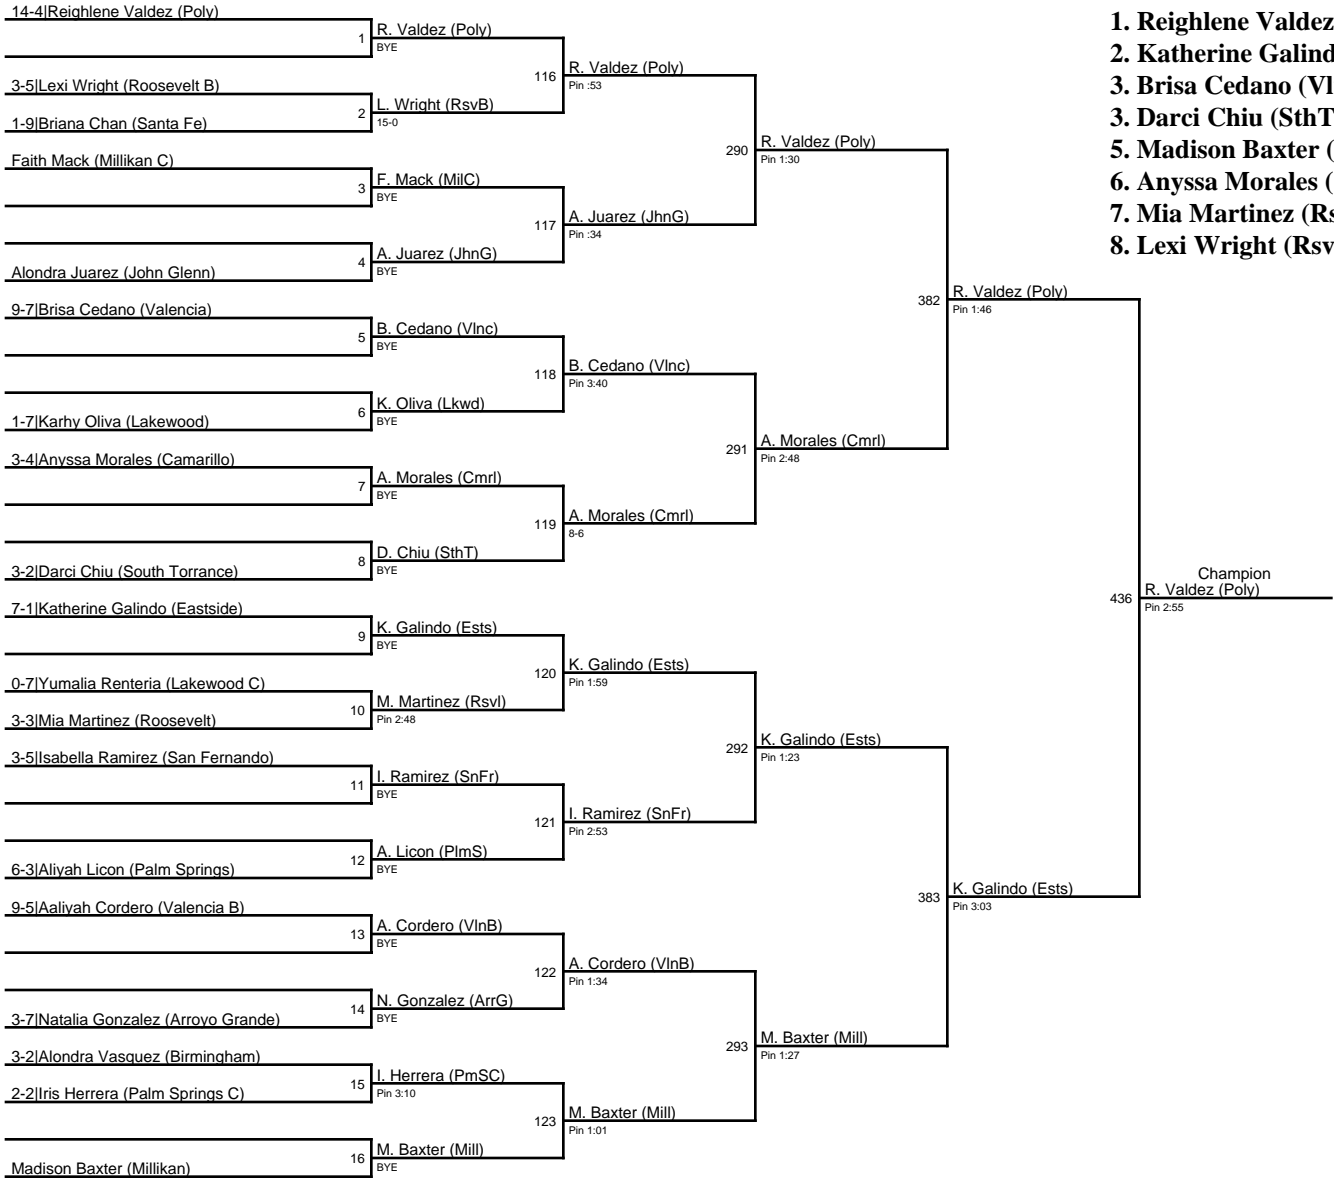 14-4|Reighlene Valdez (Poly)
3-5|Lexi Wright (Roosevelt B)
1-9|Briana Chan (Santa Fe)
Faith Mack (Millikan C)
Alondra Juarez (John Glenn)
9-7|Brisa Cedano (Valencia)
1-7|Karhy Oliva (Lakewood)
3-4|Anyssa Morales (Camarillo)
3-2|Darci Chiu (South Torrance)
7-1|Katherine Galindo (Eastside)
0-7|Yumalia Renteria (Lakewood C)
3-3|Mia Martinez (Roosevelt)
3-5|Isabella Ramirez (San Fernando)
6-3|Aliyah Licon (Palm Springs)
9-5|Aaliyah Cordero (Valencia B)
3-7|Natalia Gonzalez (Arroyo Grande)
3-2|Alondra Vasquez (Birmingham)
2-2|Iris Herrera (Palm Springs C)
Madison Baxter (Millikan)
1 R. Valdez (Poly)
BYE
2 L. Wright (RsvB)
15-0
3 F. Mack (MilC)
BYE
4 A. Juarez (JhnG)
BYE
5 B. Cedano (Vlnc)
BYE
6 K. Oliva (Lkwd)
BYE
7 A. Morales (Cmrl)
BYE
8 D. Chiu (SthT)
BYE
9 K. Galindo (Ests)
BYE
10 M. Martinez (Rsvl)
Pin 2:48
11 I. Ramirez (SnFr)
BYE
12 A. Licon (PlmS)
BYE
13 A. Cordero (VlnB)
BYE
14 N. Gonzalez (ArrG)
BYE
15 I. Herrera (PmSC)
Pin 3:10
16 M. Baxter (Mill)
BYE
116 R. Valdez (Poly)
Pin :53
117 A. Juarez (JhnG)
Pin :34
118 B. Cedano (Vlnc)
Pin 3:40
119 A. Morales (Cmrl)
8-6
120 K. Galindo (Ests)
Pin 1:59
121 I. Ramirez (SnFr)
Pin 2:53
122 A. Cordero (VlnB)
Pin 1:34
123 M. Baxter (Mill)
Pin 1:01
290 R. Valdez (Poly)
Pin 1:30
291 A. Morales (Cmrl)
Pin 2:48
292 K. Galindo (Ests)
Pin 1:23
293 M. Baxter (Mill)
Pin 1:27
382 R. Valdez (Poly)
Pin 1:46
383 K. Galindo (Ests)
Pin 3:03
Champion
436 R. Valdez (Poly)
Pin 2:55
1. Reighlene Valdez
2. Katherine Galind
3. Brisa Cedano (Vl
3. Darci Chiu (SthT
5. Madison Baxter (
6. Anyssa Morales (
7. Mia Martinez (Rs
8. Lexi Wright (Rsv